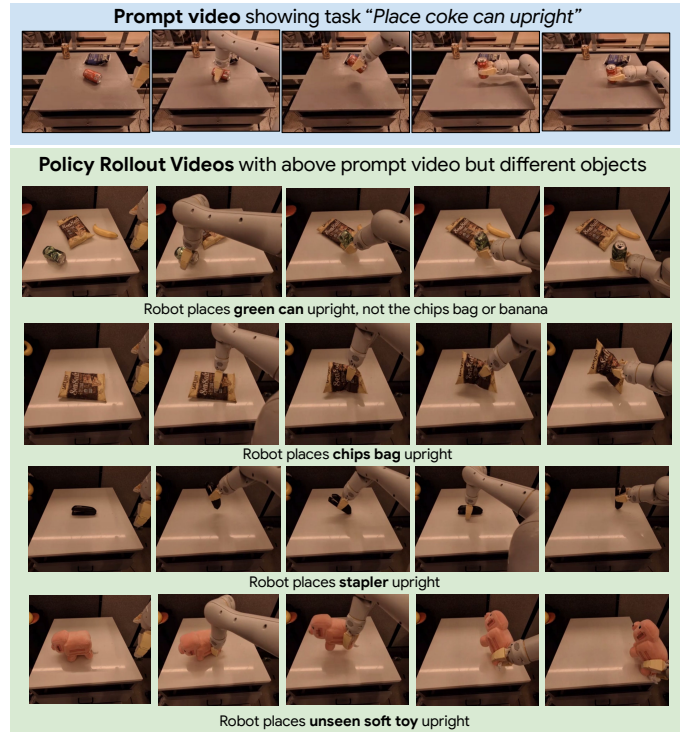 Prompt video showing task “Place coke can upright”
Policy Rollout Videos with above prompt video but different objects
Robot places green can upright, not the chips bag or banana
Robot places chips bag upright
Robot places stapler upright
Robot places unseen soft toy upright